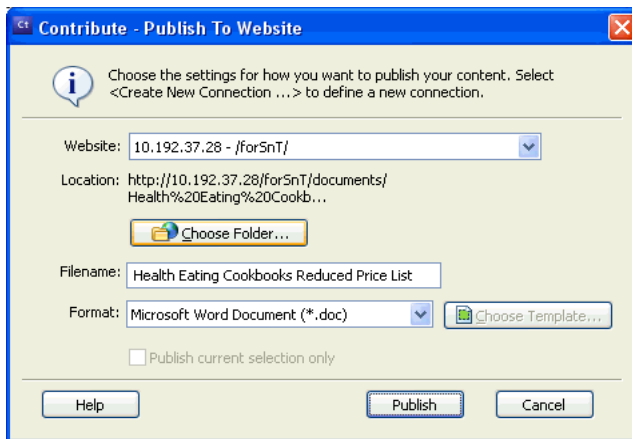 Ct Contribute - Publish To Website
Choose the settings for how you want to publish your content. Select
<Create New Connection ...> to define a new connection.
Website: 10.192.37.28 - /forSnT/
Location: http://10.192.37.28/forSnT/documents/
Health%20Eating%20Cookb...
Choose Folder...
Filename: Health Eating Cookbooks Reduced Price List
Format: Microsoft Word Document (*.doc) Choose Template...
Publish current selection only
Help Publish Cancel